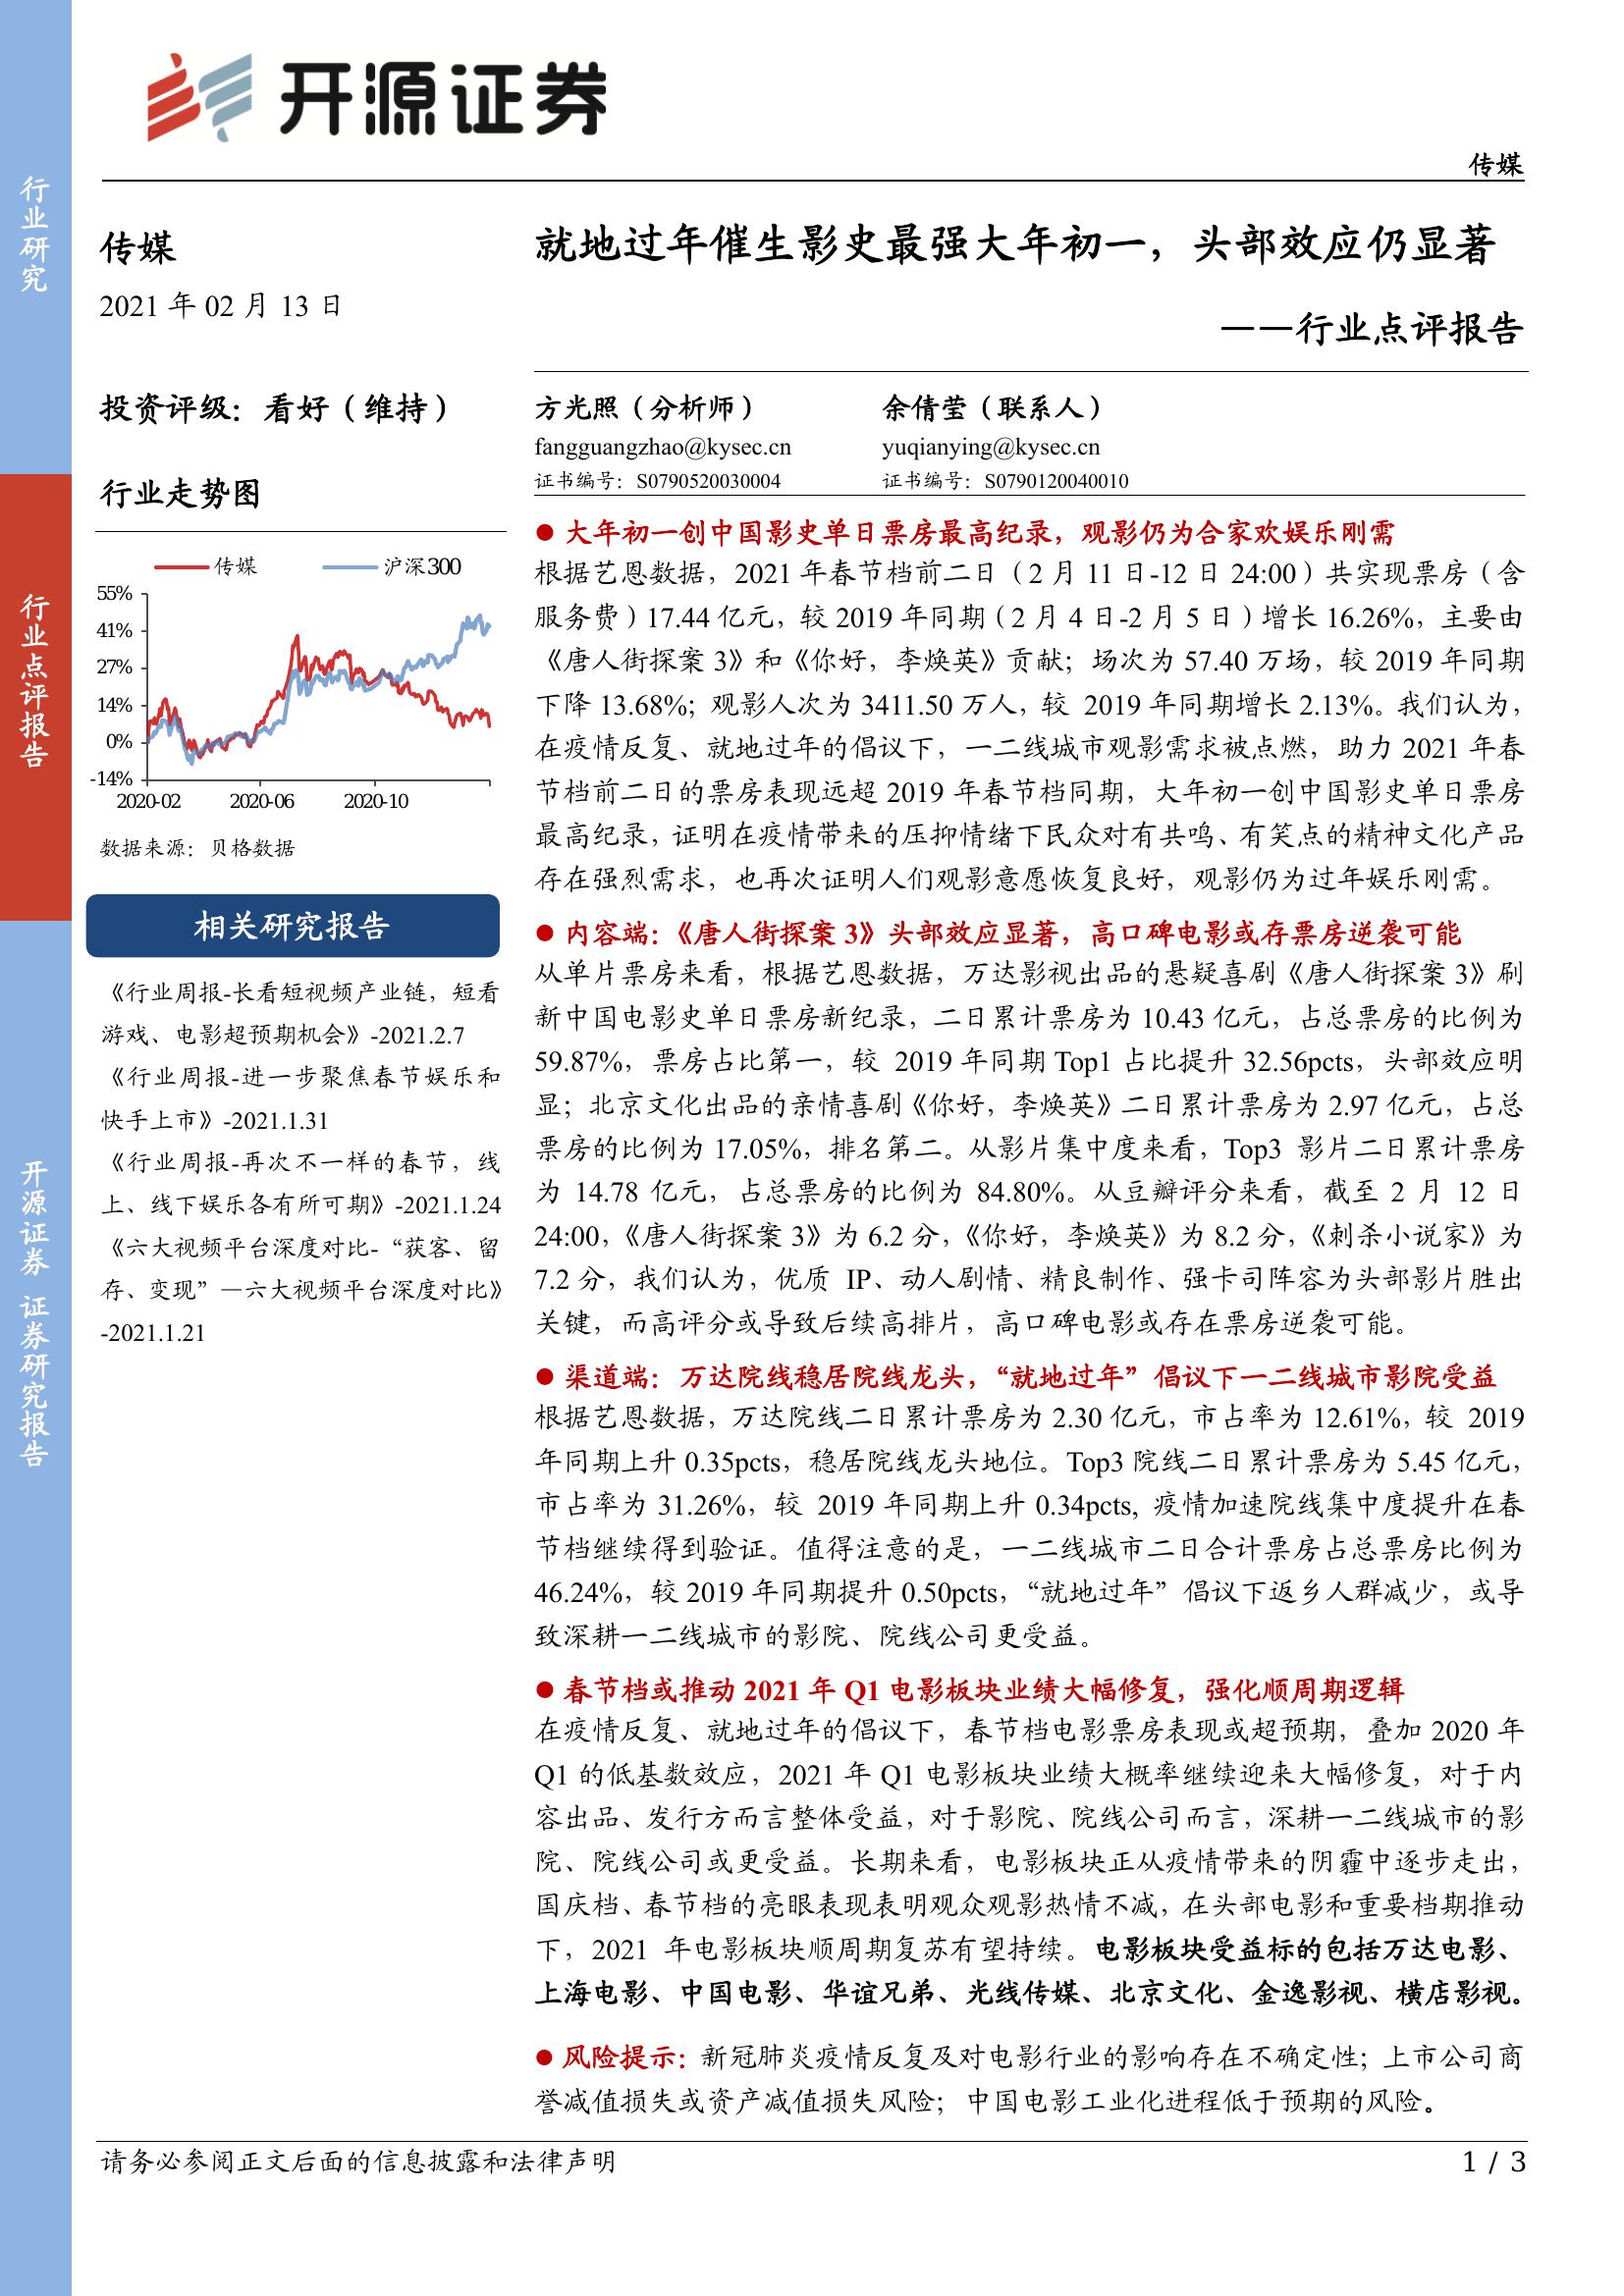 开源证券
传媒
行业研究
行业点评报告
开源证券 证券研究报告
传媒
2021 年 02 月 13 日
投资评级：看好（维持）
行业走势图
传媒 沪深300
55%
41%
27%
14%
0%
-14%
2020-02 2020-06 2020-10
数据来源：贝格数据
相关研究报告
《行业周报-长看短视频产业链，短看
游戏、电影超预期机会》-2021.2.7
《行业周报-进一步聚焦春节娱乐和
快手上市》-2021.1.31
《行业周报-再次不一样的春节，线
上、线下娱乐各有所可期》-2021.1.24
《六大视频平台深度对比-“获客、留
存、变现”—六大视频平台深度对比》
-2021.1.21
就地过年催生影史最强大年初一，头部效应仍显著
——行业点评报告
方光照（分析师） 余倩莹（联系人）
fangguangzhao@kysec.cn yuqianying@kysec.cn
证书编号：S0790520030004 证书编号：S0790120040010
● 大年初一创中国影史单日票房最高纪录，观影仍为合家欢娱乐刚需
根据艺恩数据，2021 年春节档前二日（2 月 11 日-12 日 24:00）共实现票房（含
服务费）17.44 亿元，较 2019 年同期（2 月 4 日-2 月 5 日）增长 16.26%，主要由
《唐人街探案 3》和《你好，李焕英》贡献；场次为 57.40 万场，较 2019 年同期
下降 13.68%；观影人次为 3411.50 万人，较 2019 年同期增长 2.13%。我们认为，
在疫情反复、就地过年的倡议下，一二线城市观影需求被点燃，助力 2021 年春
节档前二日的票房表现远超 2019 年春节档同期，大年初一创中国影史单日票房
最高纪录，证明在疫情带来的压抑情绪下民众对有共鸣、有笑点的精神文化产品
存在强烈需求，也再次证明人们观影意愿恢复良好，观影仍为过年娱乐刚需。
● 内容端：《唐人街探案 3》头部效应显著，高口碑电影或存票房逆袭可能
从单片票房来看，根据艺恩数据，万达影视出品的悬疑喜剧《唐人街探案 3》刷
新中国电影史单日票房新纪录，二日累计票房为 10.43 亿元，占总票房的比例为
59.87%，票房占比第一，较 2019 年同期 Top1 占比提升 32.56pcts，头部效应明
显；北京文化出品的亲情喜剧《你好，李焕英》二日累计票房为 2.97 亿元，占总
票房的比例为 17.05%，排名第二。从影片集中度来看，Top3 影片二日累计票房
为 14.78 亿元，占总票房的比例为 84.80%。从豆瓣评分来看，截至 2 月 12 日
24:00，《唐人街探案 3》为 6.2 分，《你好，李焕英》为 8.2 分，《刺杀小说家》为
7.2 分，我们认为，优质 IP、动人剧情、精良制作、强卡司阵容为头部影片胜出
关键，而高评分或导致后续高排片，高口碑电影或存在票房逆袭可能。
● 渠道端：万达院线稳居院线龙头，“就地过年”倡议下一二线城市影院受益
根据艺恩数据，万达院线二日累计票房为 2.30 亿元，市占率为 12.61%，较 2019
年同期上升 0.35pcts，稳居院线龙头地位。Top3 院线二日累计票房为 5.45 亿元，
市占率为 31.26%，较 2019 年同期上升 0.34pcts, 疫情加速院线集中度提升在春
节档继续得到验证。值得注意的是，一二线城市二日合计票房占总票房比例为
46.24%，较 2019 年同期提升 0.50pcts，“就地过年”倡议下返乡人群减少，或导
致深耕一二线城市的影院、院线公司更受益。
● 春节档或推动 2021 年 Q1 电影板块业绩大幅修复，强化顺周期逻辑
在疫情反复、就地过年的倡议下，春节档电影票房表现或超预期，叠加 2020 年
Q1 的低基数效应，2021 年 Q1 电影板块业绩大概率继续迎来大幅修复，对于内
容出品、发行方而言整体受益，对于影院、院线公司而言，深耕一二线城市的影
院、院线公司或更受益。长期来看，电影板块正从疫情带来的阴霾中逐步走出，
国庆档、春节档的亮眼表现表明观众观影热情不减，在头部电影和重要档期推动
下，2021 年电影板块顺周期复苏有望持续。电影板块受益标的包括万达电影、
上海电影、中国电影、华谊兄弟、光线传媒、北京文化、金逸影视、横店影视。
● 风险提示：新冠肺炎疫情反复及对电影行业的影响存在不确定性；上市公司商
誉减值损失或资产减值损失风险；中国电影工业化进程低于预期的风险。
请务必参阅正文后面的信息披露和法律声明 1 / 3